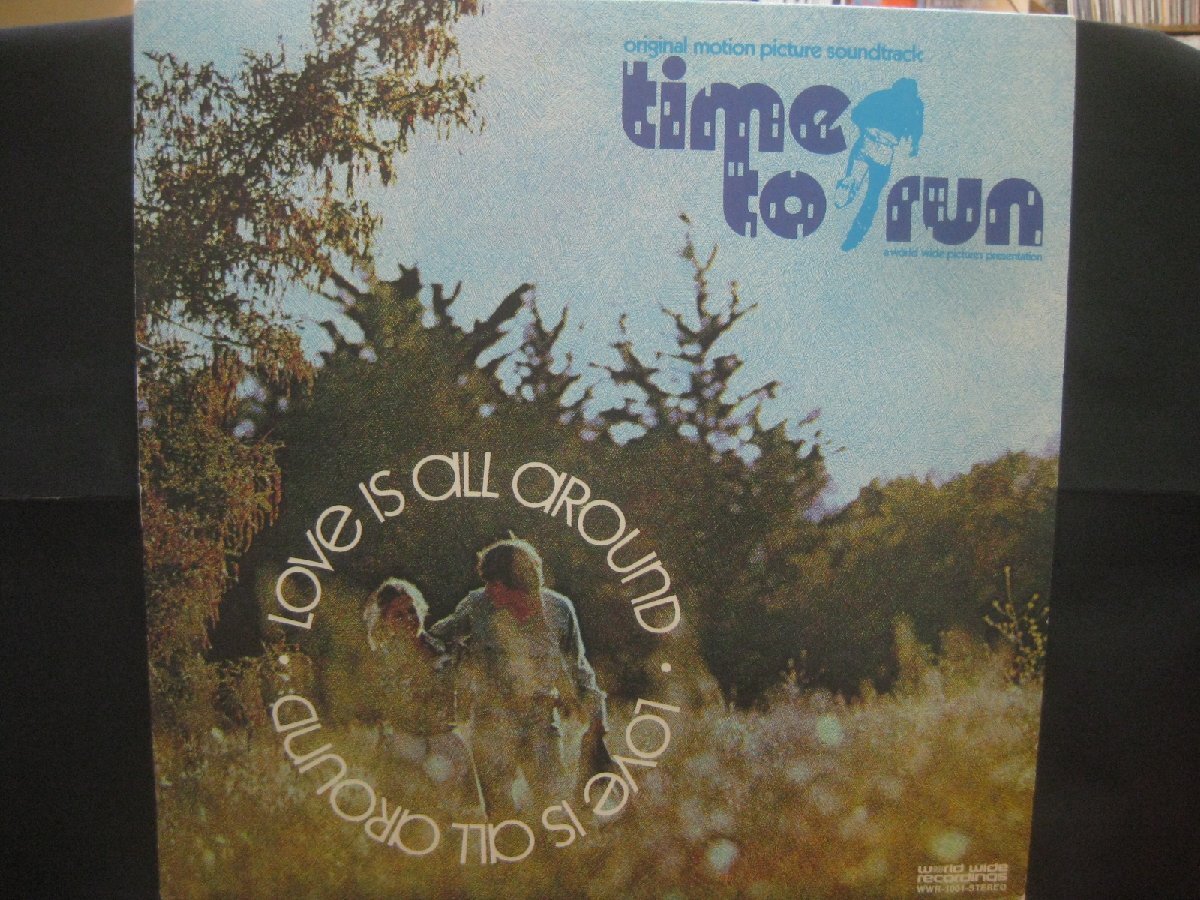 original motion picture soundtrack
time
to run
a world wide pictures presentation
LOVE IS ALL AROUND · LOVE IS ALL AROUND...
world wide
recordings
WWR-1001-STEREO